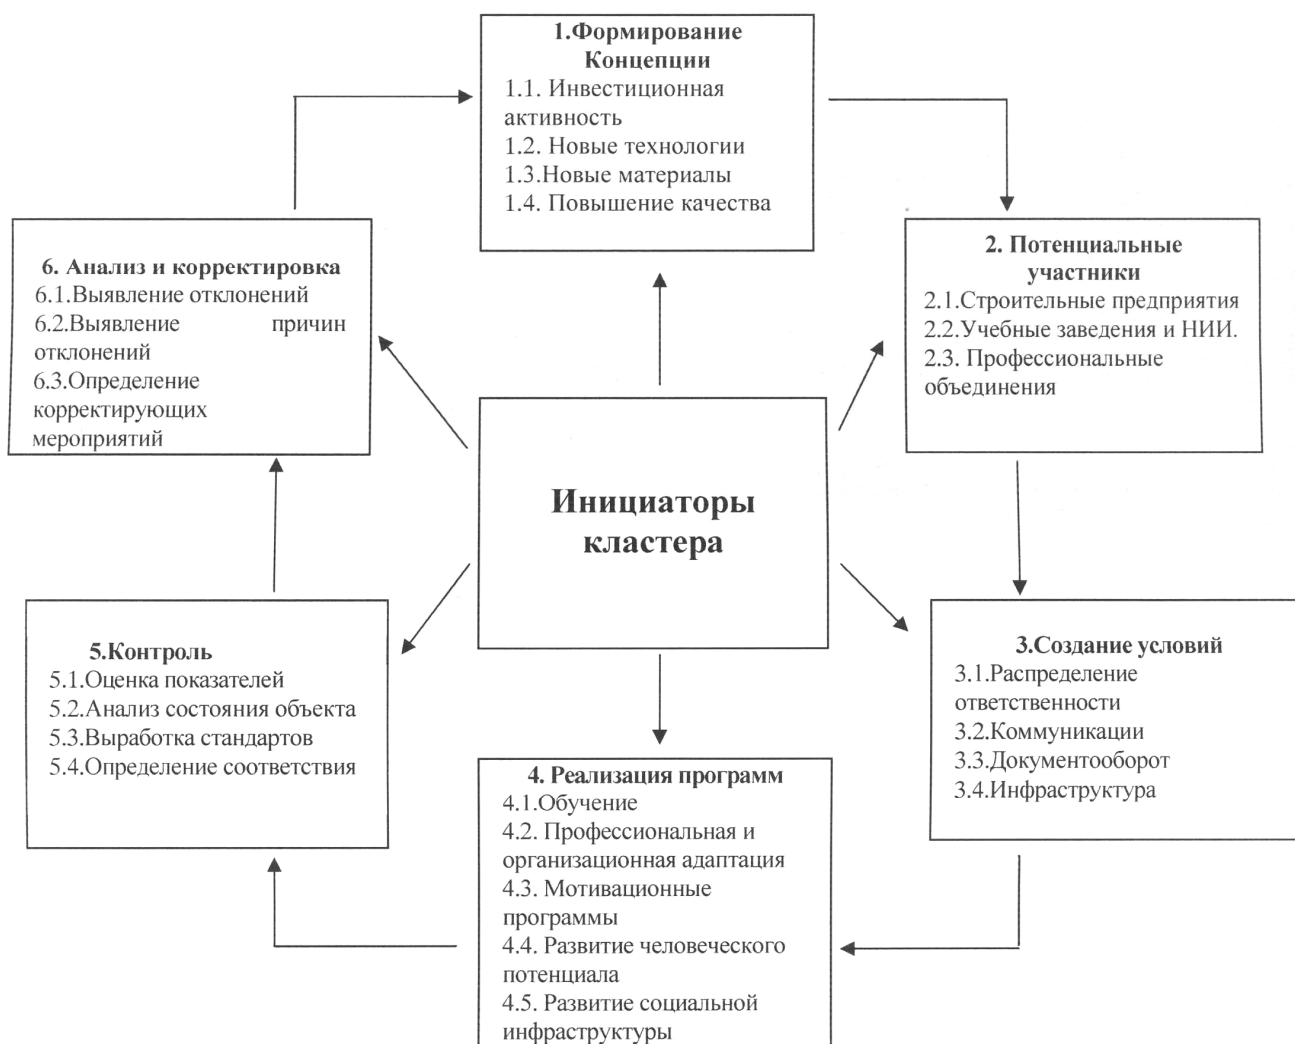 1.Формирование
Концепции
1.1. Инвестиционная
активность
1.2. Новые технологии
1.3.Новые материалы
1.4. Повышение качества
2. Потенциальные
участники
2.1.Строительные предприятия
2.2.Учебные заведения и НИИ.
2.3. Профессиональные
объединения
6. Анализ и корректировка
6.1.Выявление отклонений
6.2.Выявление причин
отклонений
6.3.Определение
корректирующих
мероприятий
Инициаторы
кластера
3.Создание условий
3.1.Распределение
ответственности
3.2.Коммуникации
3.3.Документооборот
3.4.Инфраструктура
5.Контроль
5.1.Оценка показателей
5.2.Анализ состояния объекта
5.3.Выработка стандартов
5.4.Определение соответствия
4. Реализация программ
4.1.Обучение
4.2. Профессиональная и
организационная адаптация
4.3. Мотивационные
программы
4.4. Развитие человеческого
потенциала
4.5. Развитие социальной
инфраструктуры